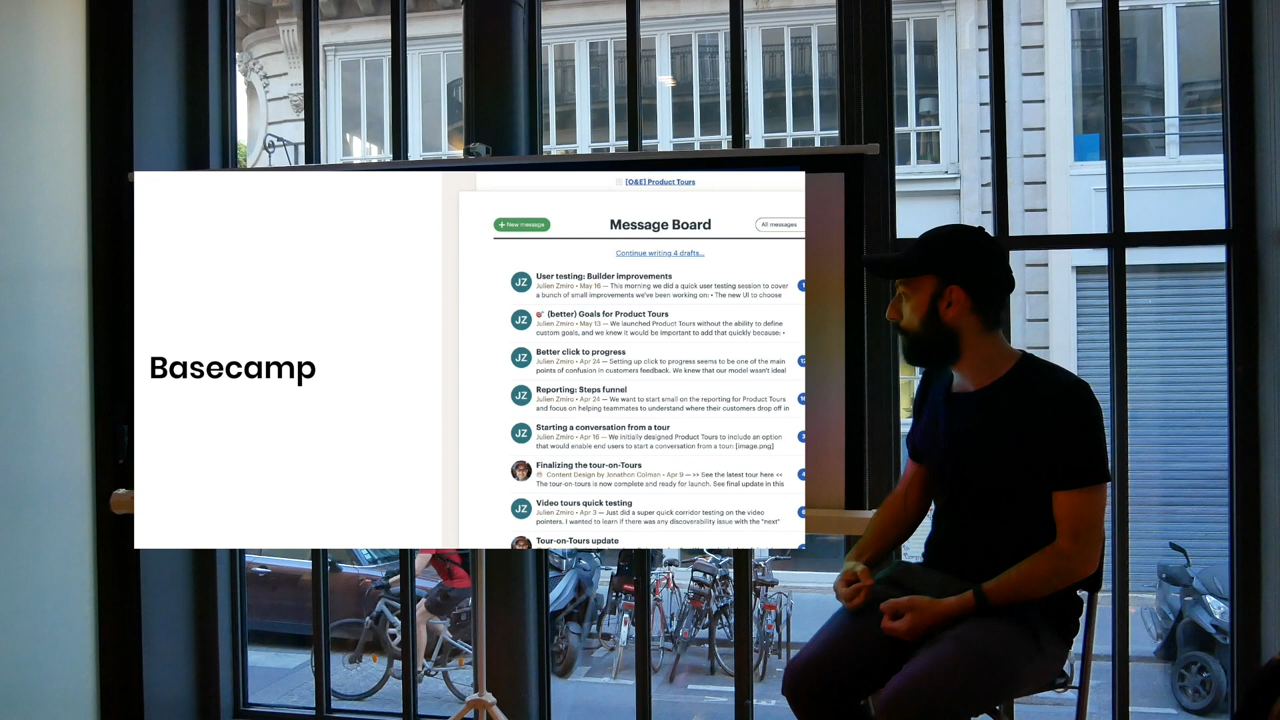 Basecamp
[O&E] Product Tours
+ New message
Message Board
All messages
Continue writing 4 drafts...
JZ
User testing: Builder improvements
Julien Zmiro • May 16 — This morning we did a quick user testing session to cover
a bunch of small improvements we've been working on: • The new UI to choose
JZ
🎯 (better) Goals for Product Tours
Julien Zmiro • May 13 — We launched Product Tours without the ability to define
custom goals, and we knew it would be important to add that quickly because: •
JZ
Better click to progress
Julien Zmiro • Apr 24 — Setting up click to progress seems to be one of the main
points of confusion in customers feedback. We knew that our model wasn't ideal
JZ
Reporting: Steps funnel
Julien Zmiro • Apr 24 — We want to start small on the reporting for Product Tours
and focus on helping teammates to understand where their customers drop off in
JZ
Starting a conversation from a tour
Julien Zmiro • Apr 16 — We initially designed Product Tours to include an option
that would enable end users to start a conversation from a tour: [image.png]
Finalizing the tour-on-Tours
Content Design by Jonathon Colman • Apr 9 — >> See the latest tour here <<
The tour-on-tours is now complete and ready for launch. See final update in this
JZ
Video tours quick testing
Julien Zmiro • Apr 3 — Just did a super quick corridor testing on the video
pointers. I wanted to learn if there was any discoverability issue with the "next"
Tour-on-Tours update